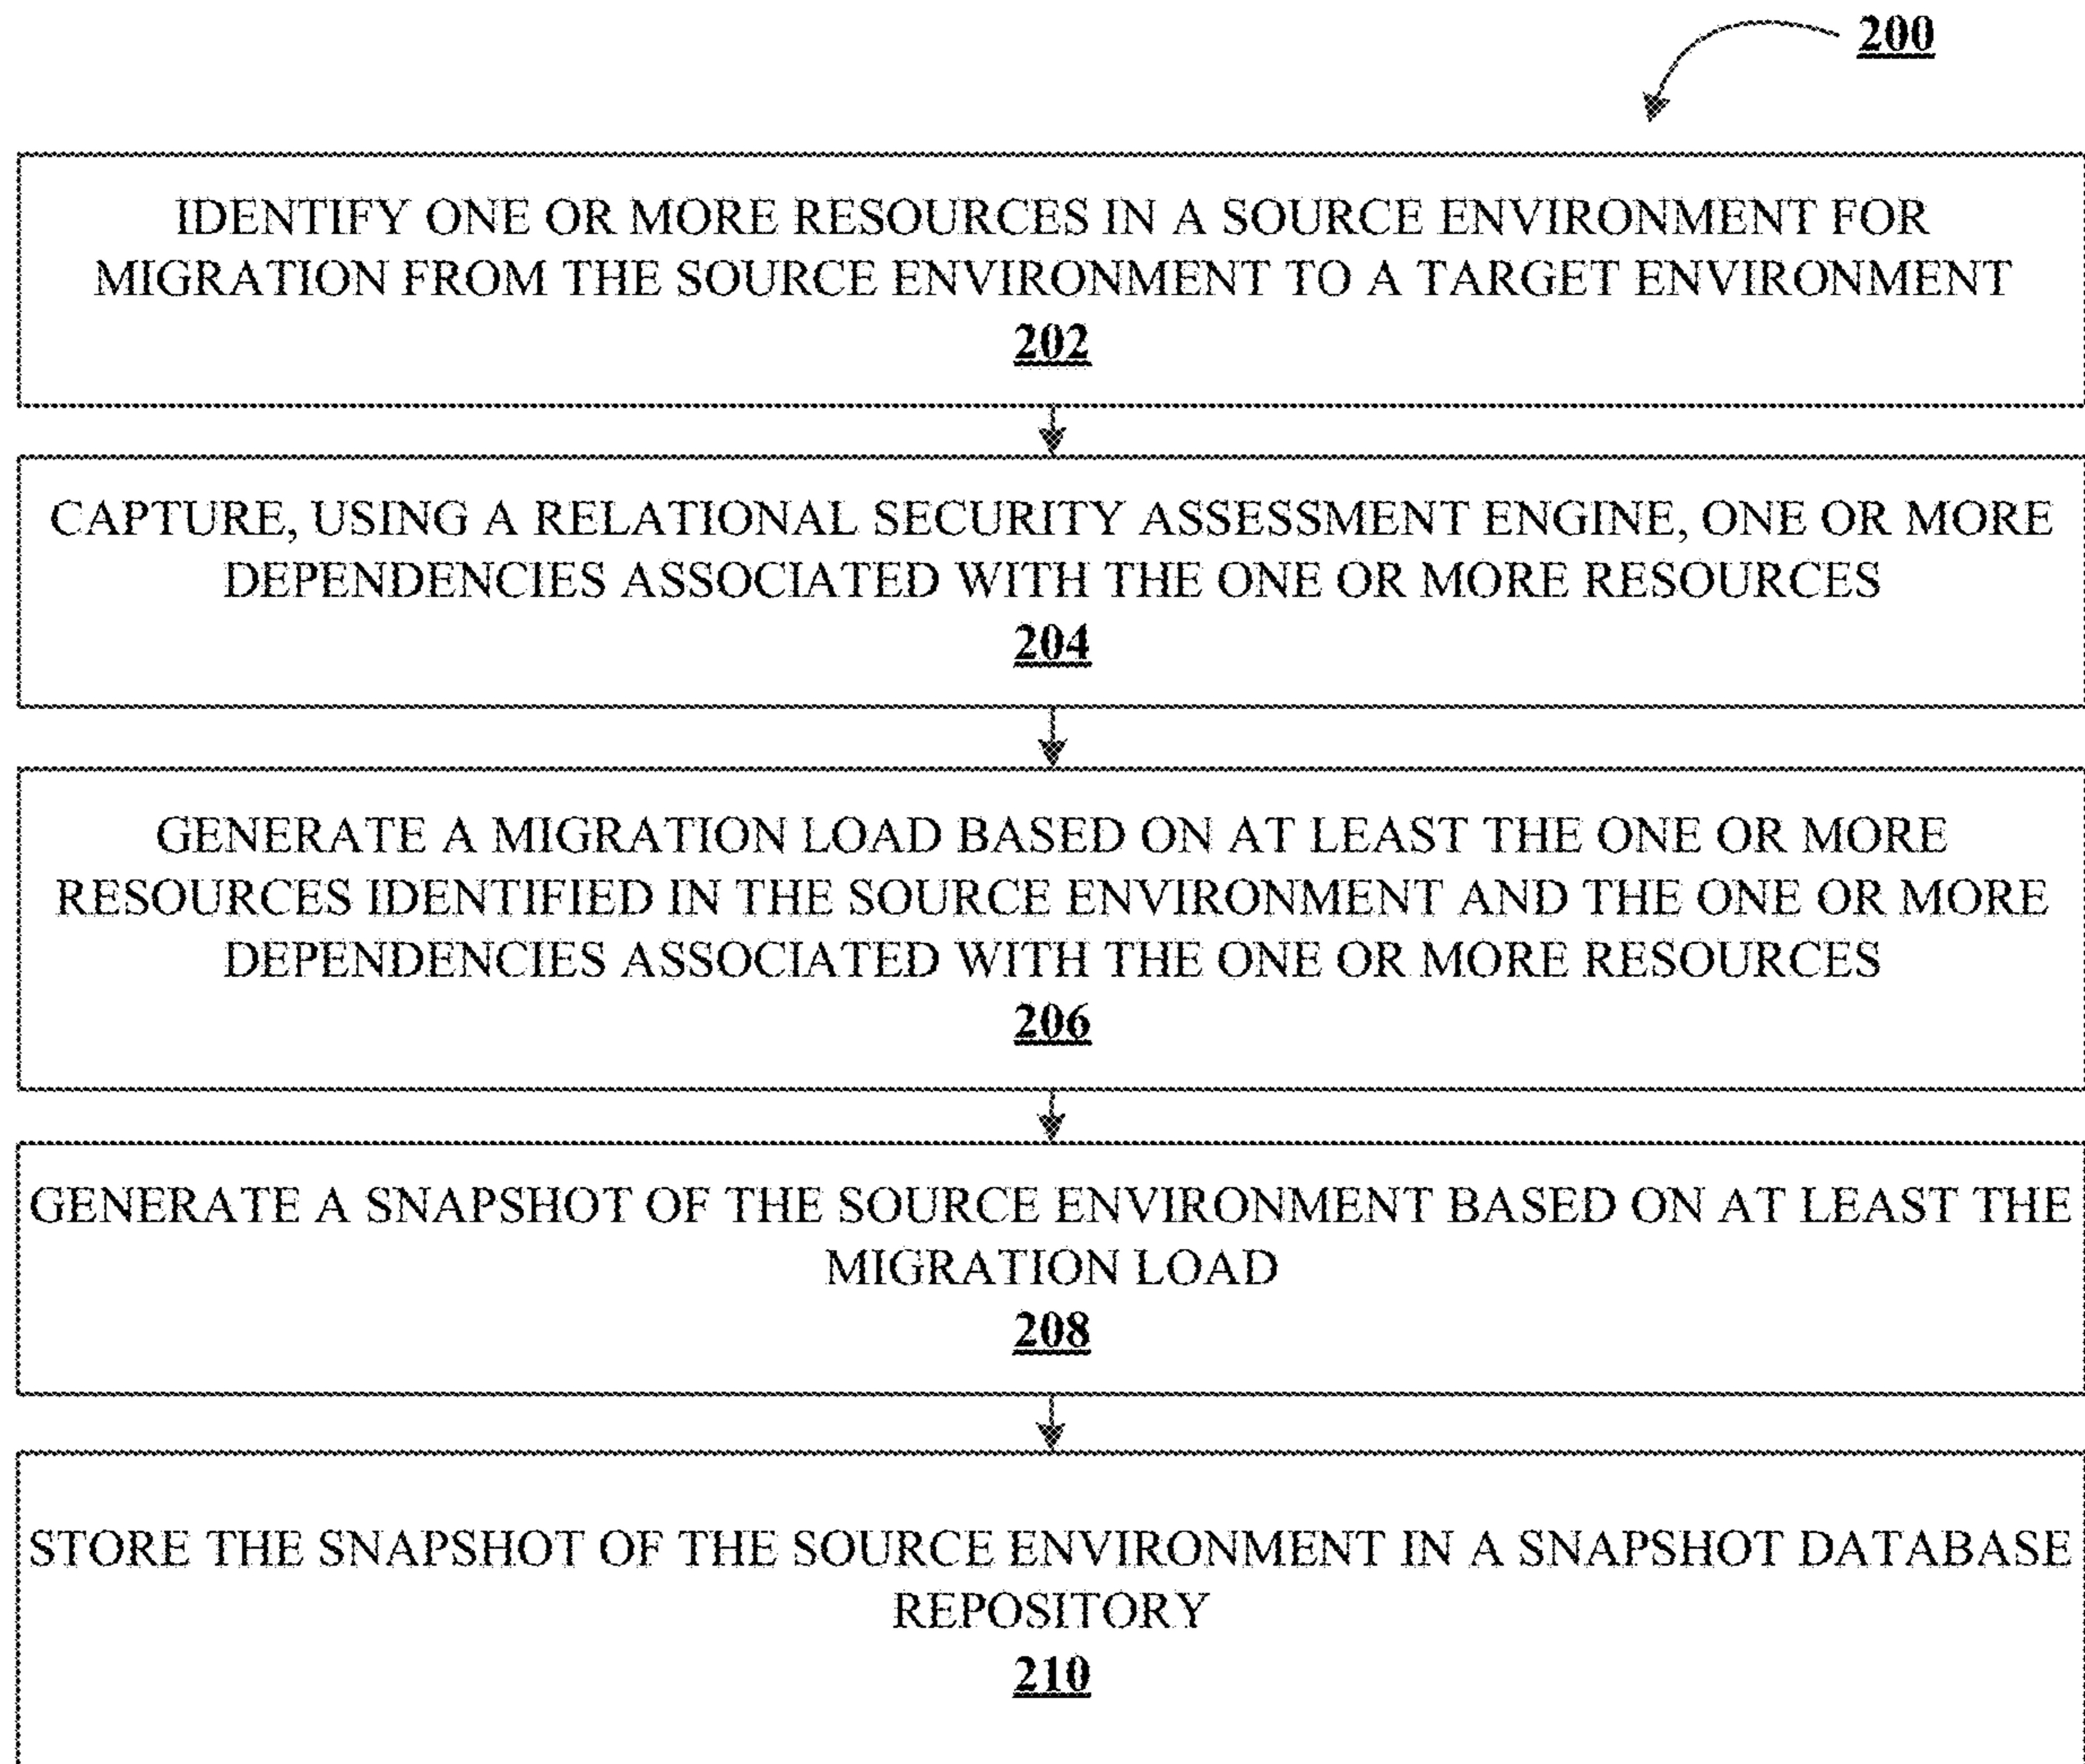 200
IDENTIFY ONE OR MORE RESOURCES IN A SOURCE ENVIRONMENT FOR
MIGRATION FROM THE SOURCE ENVIRONMENT TO A TARGET ENVIRONMENT
202
CAPTURE, USING A RELATIONAL SECURITY ASSESSMENT ENGINE, ONE OR MORE
DEPENDENCIES ASSOCIATED WITH THE ONE OR MORE RESOURCES
204
GENERATE A MIGRATION LOAD BASED ON AT LEAST THE ONE OR MORE
RESOURCES IDENTIFIED IN THE SOURCE ENVIRONMENT AND THE ONE OR MORE
DEPENDENCIES ASSOCIATED WITH THE ONE OR MORE RESOURCES
206
GENERATE A SNAPSHOT OF THE SOURCE ENVIRONMENT BASED ON AT LEAST THE
MIGRATION LOAD
208
STORE THE SNAPSHOT OF THE SOURCE ENVIRONMENT IN A SNAPSHOT DATABASE
REPOSITORY
210